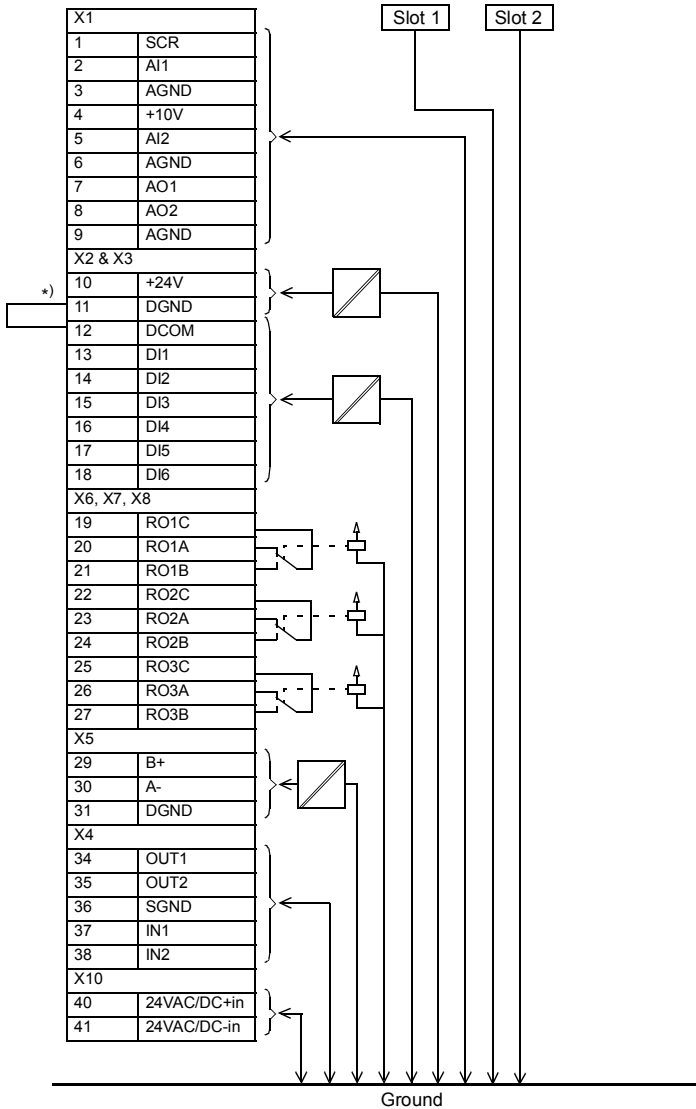 Slot 1 Slot 2
X1
1 SCR
2 AI1
3 AGND
4 +10V
5 AI2
6 AGND
7 AO1
8 AO2
9 AGND
X2 & X3
*)
10 +24V
11 DGND
12 DCOM
13 DI1
14 DI2
15 DI3
16 DI4
17 DI5
18 DI6
X6, X7, X8
19 RO1C
20 RO1A
21 RO1B
22 RO2C
23 RO2A
24 RO2B
25 RO3C
26 RO3A
27 RO3B
X5
29 B+
30 A-
31 DGND
X4
34 OUT1
35 OUT2
36 SGND
37 IN1
38 IN2
X10
40 24VAC/DC+in
41 24VAC/DC-in
Ground